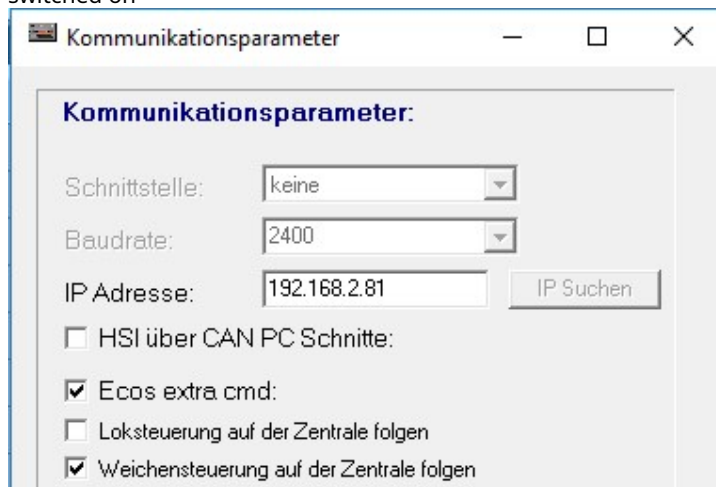 switched off
Kommunikationsparameter
Kommunikationsparameter:
Schnittstelle: keine
Baudrate: 2400
IP Adresse: 192.168.2.81 IP Suchen
HSI über CAN PC Schnitte:
Ecos extra cmd:
Loksteuerung auf der Zentrale folgen
Weichensteuerung auf der Zentrale folgen